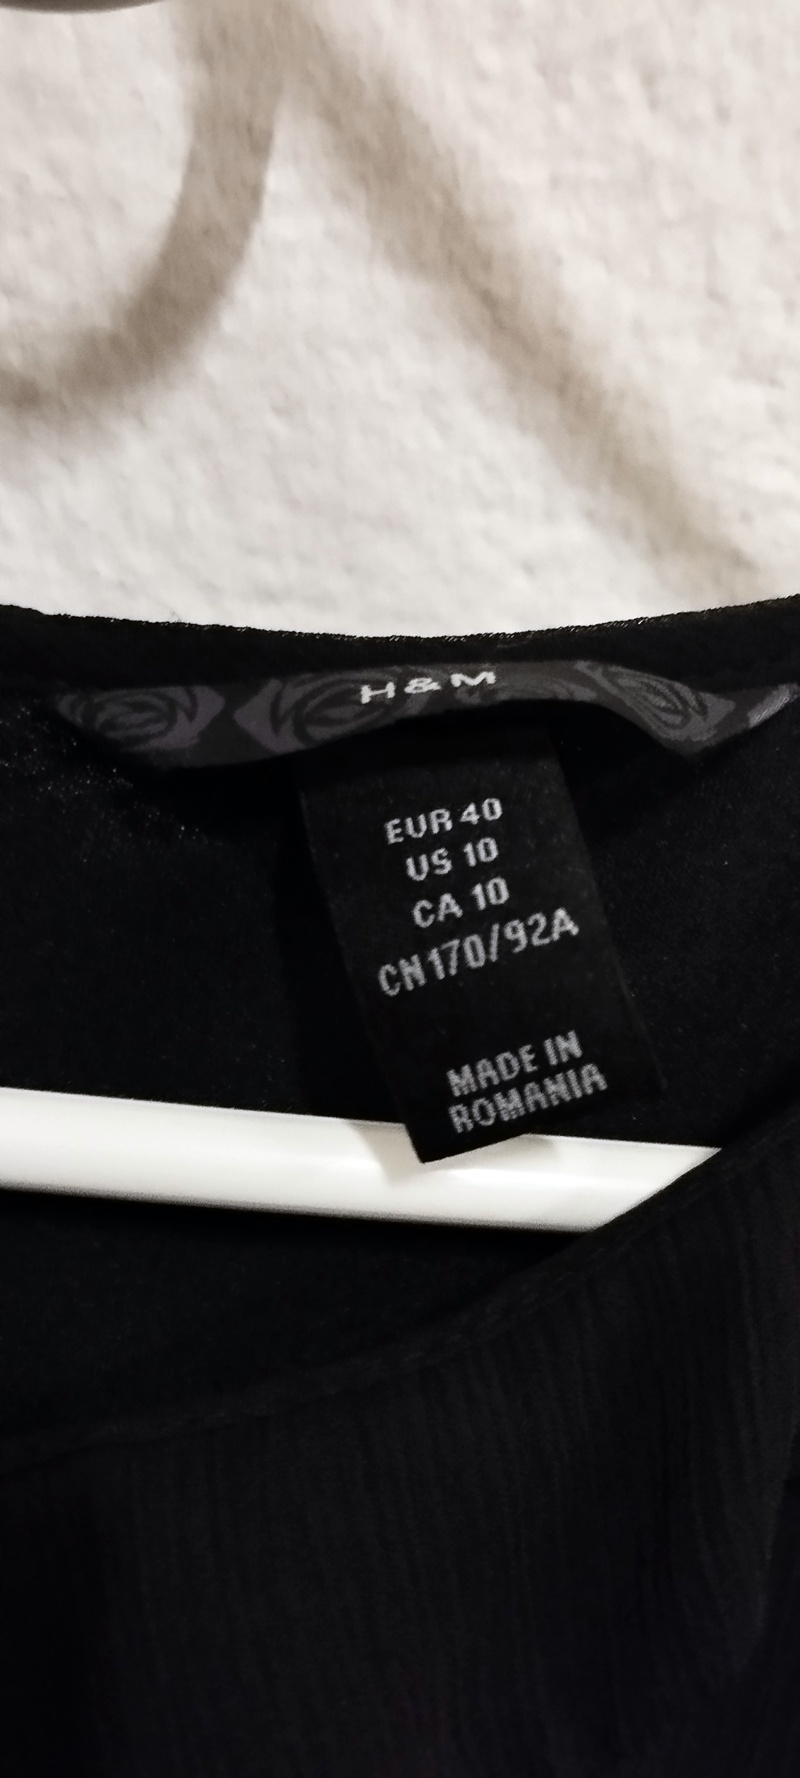 H&M
EUR 40
US 10
CA 10
CN170/92A
MADE IN
ROMANIA